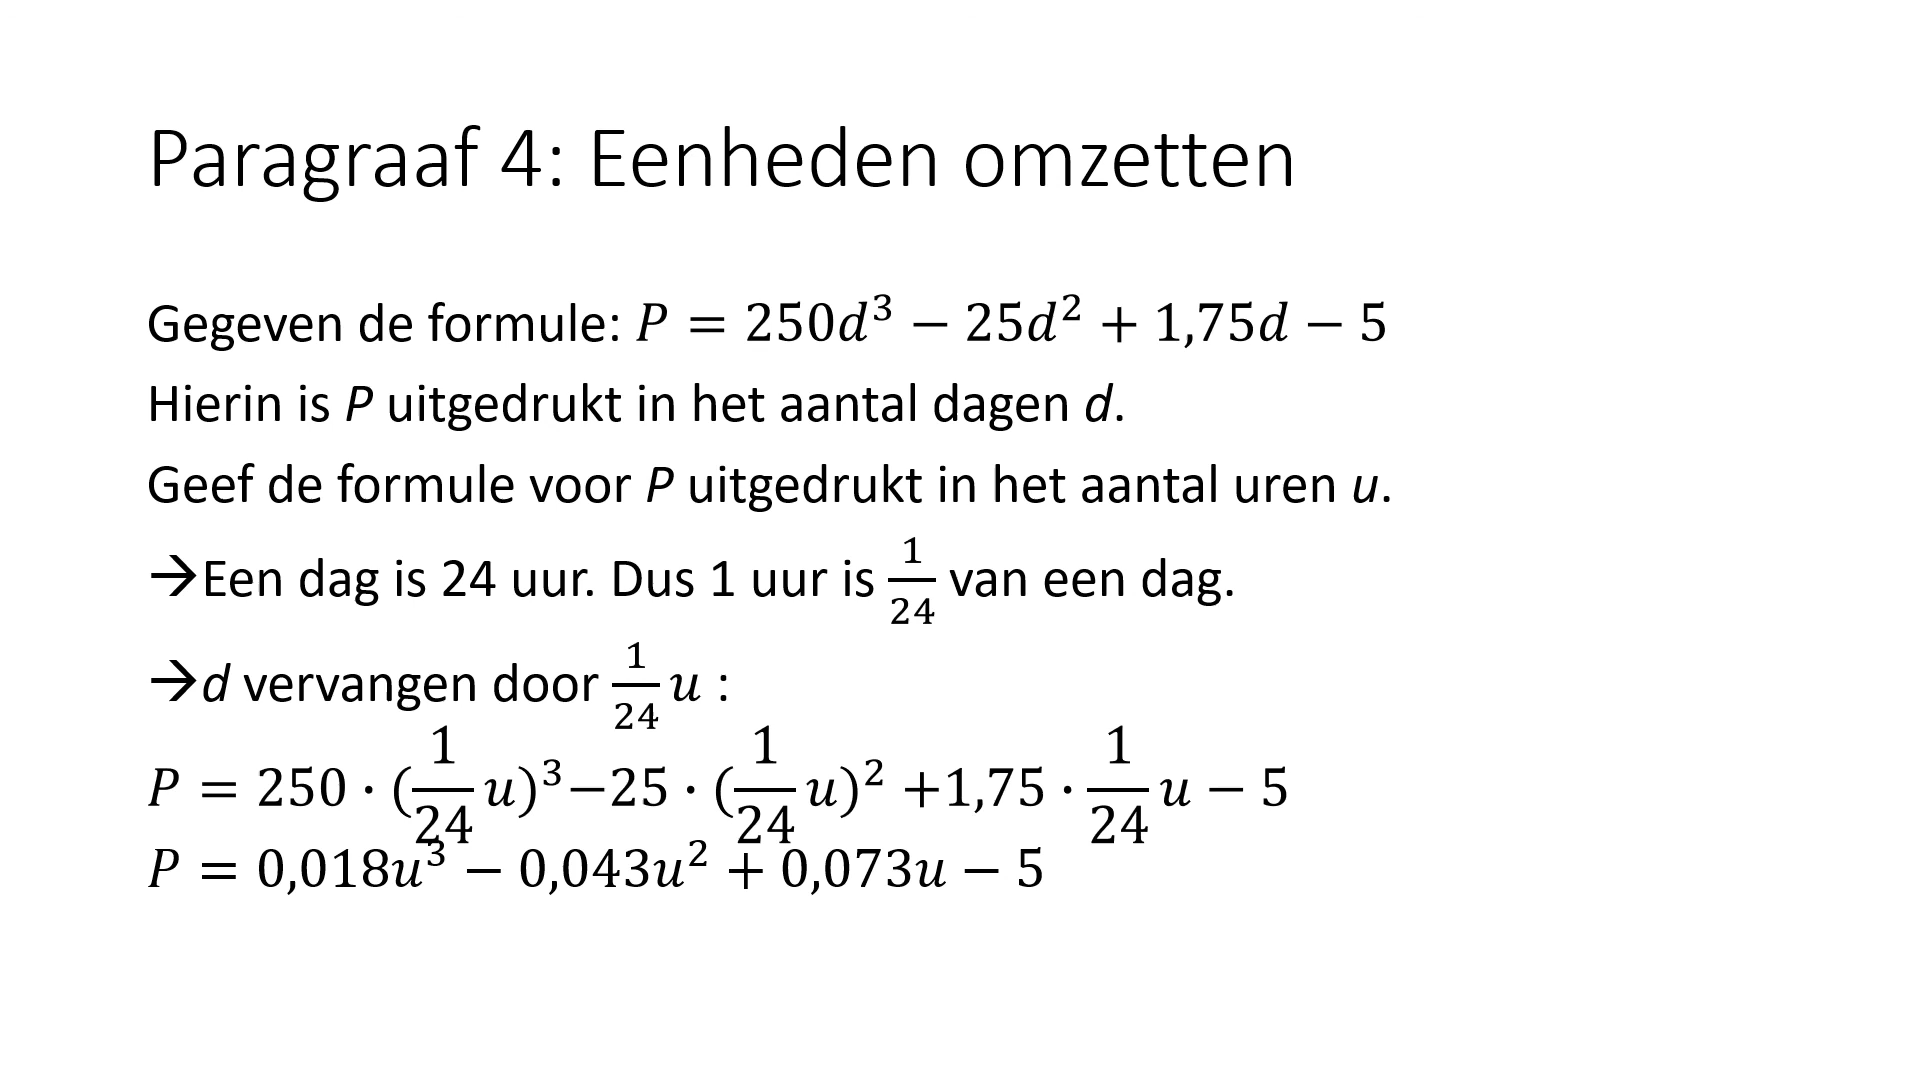 Paragraaf 4: Eenheden omzetten
Gegeven de formule: P = 250d³ − 25d² + 1,75d − 5
Hierin is P uitgedrukt in het aantal dagen d.
Geef de formule voor P uitgedrukt in het aantal uren u.
→Een dag is 24 uur. Dus 1 uur is 1/24 van een dag.
→d vervangen door 1/24 u :
P = 250 · (1/24 u)³−25 · (1/24 u)² +1,75 · 1/24 u − 5
P = 0,018u³ − 0,043u² + 0,073u − 5